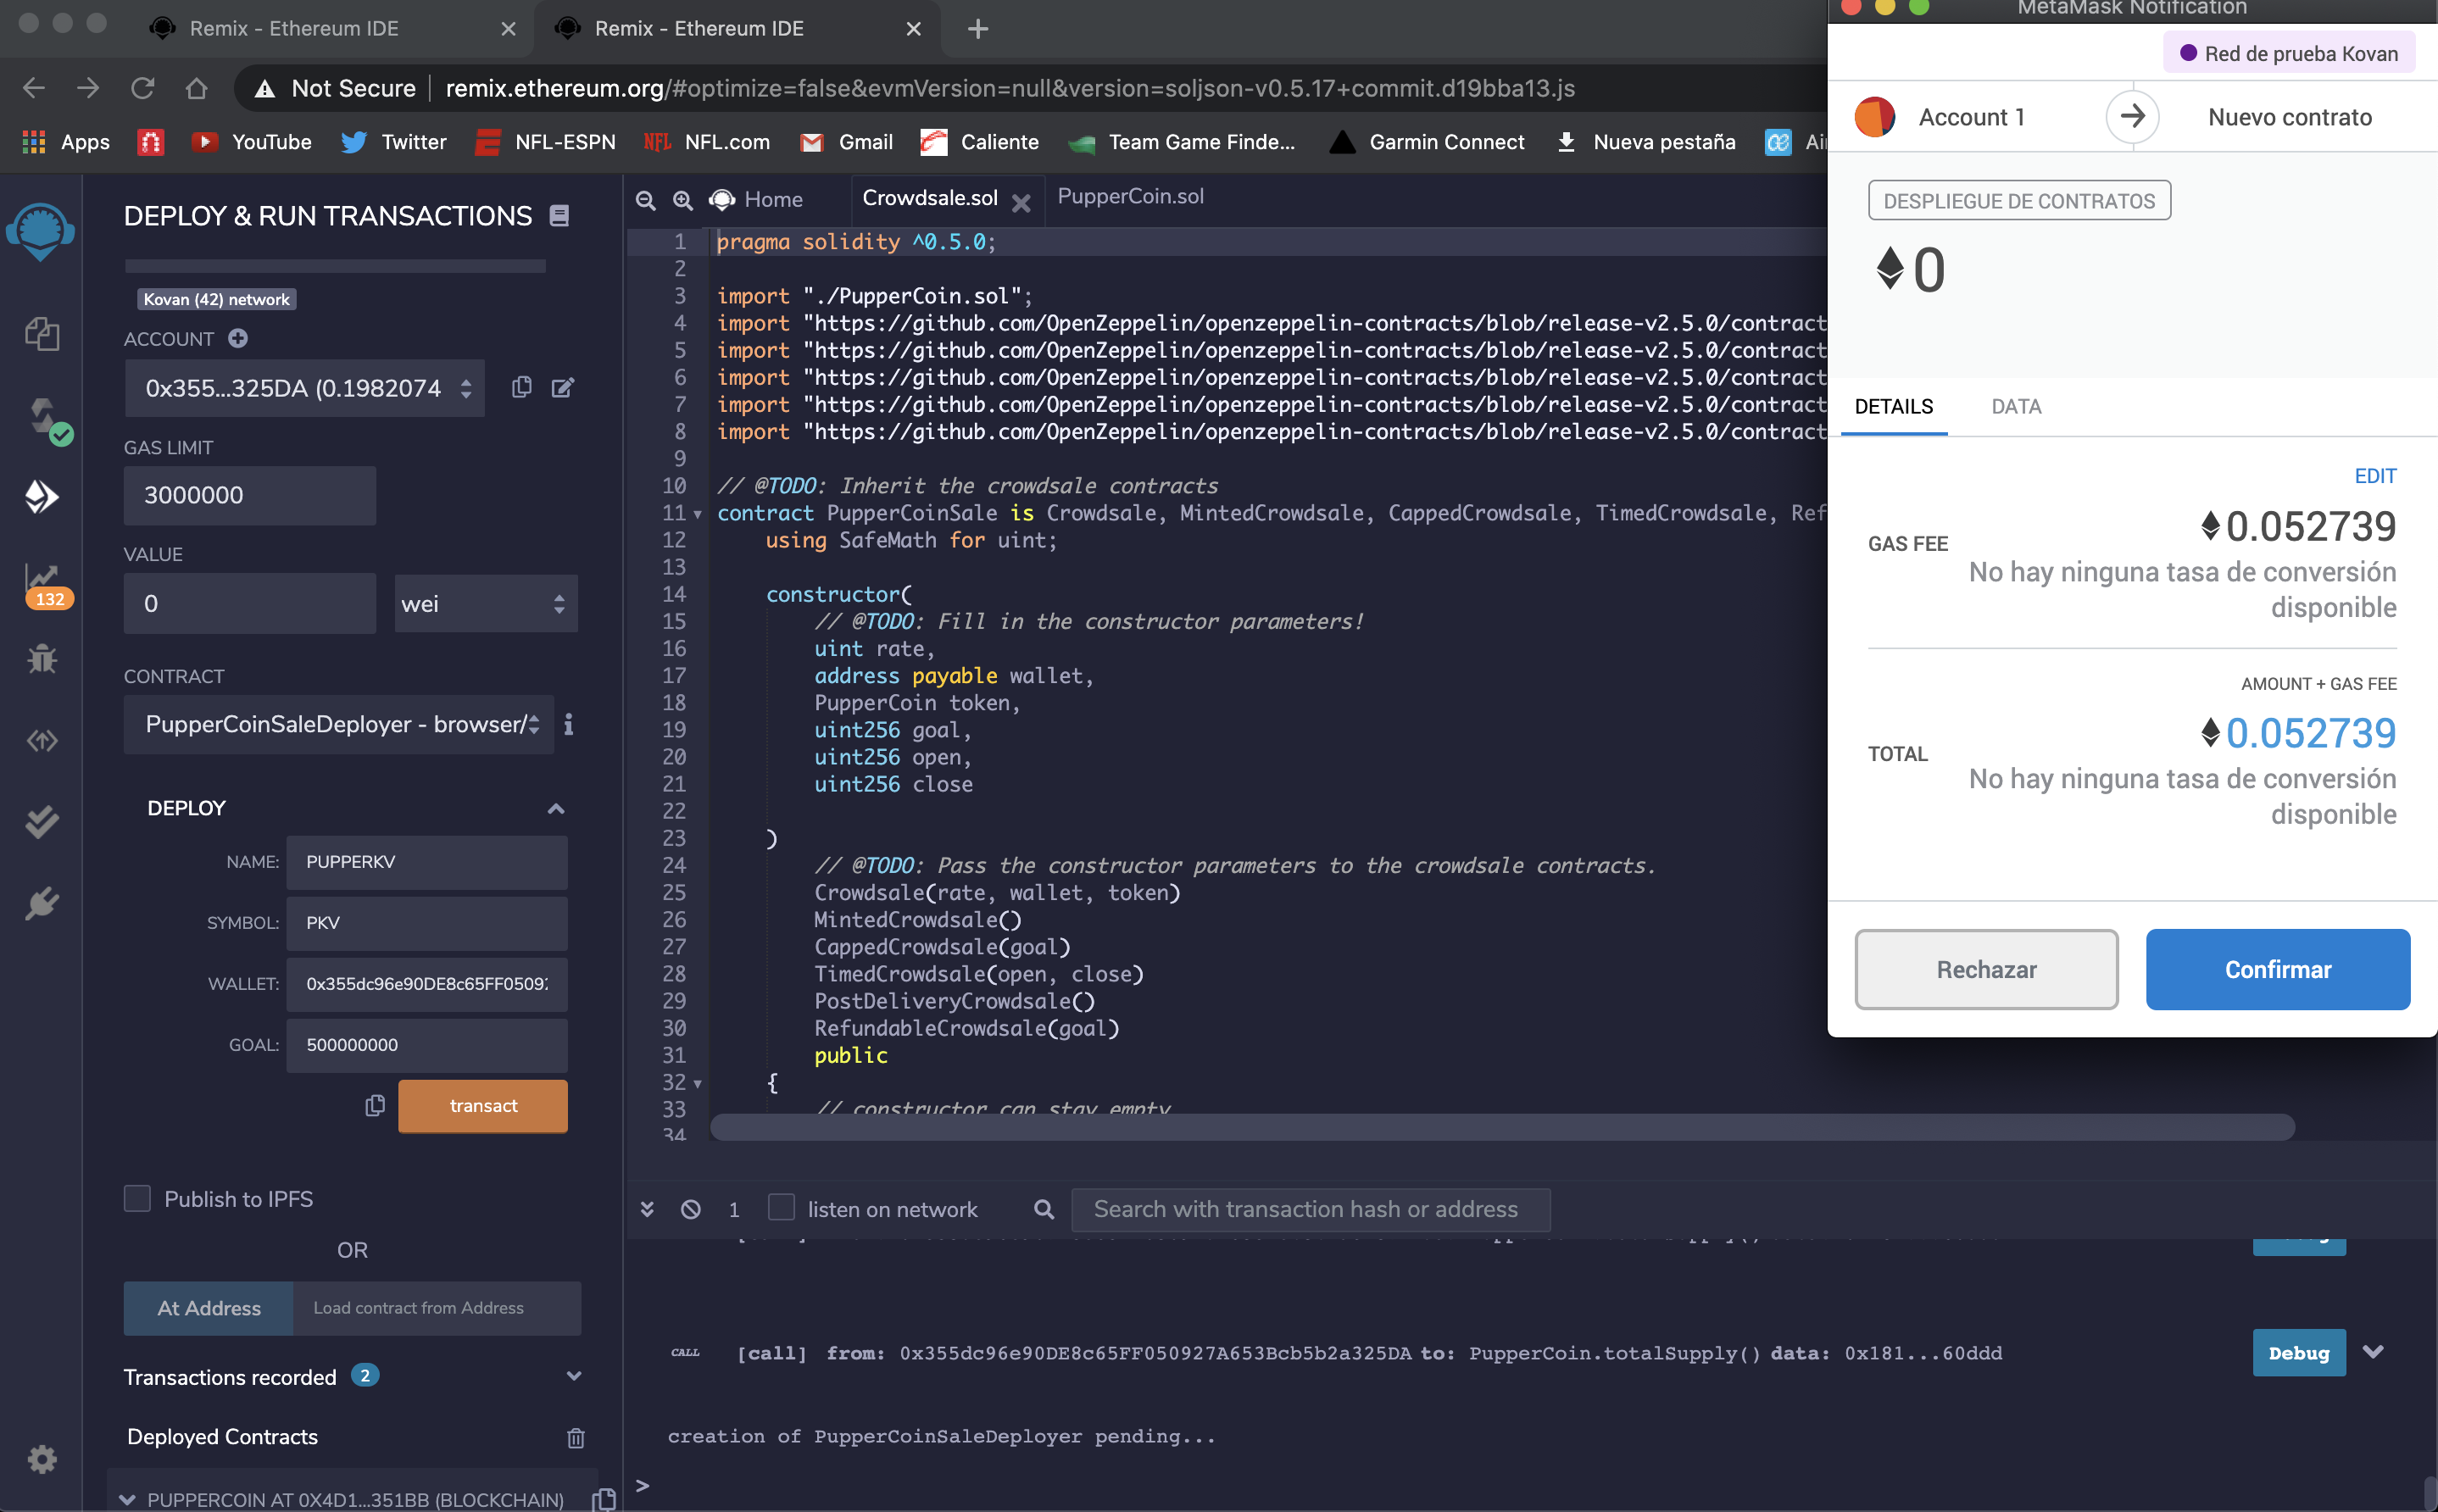 Remix - Ethereum IDE
Remix - Ethereum IDE
Not Secure
remix.ethereum.org/#optimize=false&evmVersion=null&version=soljson-v0.5.17+commit.d19bba13.js
Apps
YouTube
Twitter
NFL-ESPN
NFL
NFL.com
Gmail
Caliente
Team Game Finde...
Garmin Connect
Nueva pestaña
DEPLOY & RUN TRANSACTIONS
Kovan (42) network
ACCOUNT
0x355...325DA (0.1982074
GAS LIMIT
3000000
VALUE
0
wei
CONTRACT
PupperCoinSaleDeployer - browser/
DEPLOY
NAME: PUPPERKV
SYMBOL: PKV
WALLET: 0x355dc96e90DE8c65FF0509
GOAL: 500000000
transact
Publish to IPFS
OR
At Address
Load contract from Address
Transactions recorded 2
Deployed Contracts
PUPPERCOIN AT 0X4D1...351BB (BLOCKCHAIN)
132
Home
Crowdsale.sol
PupperCoin.sol
1 pragma solidity ^0.5.0;
2
3 import "./PupperCoin.sol";
4 import "https://github.com/OpenZeppelin/openzeppelin-contracts/blob/release-v2.5.0/contract
5 import "https://github.com/OpenZeppelin/openzeppelin-contracts/blob/release-v2.5.0/contract
6 import "https://github.com/OpenZeppelin/openzeppelin-contracts/blob/release-v2.5.0/contract
7 import "https://github.com/OpenZeppelin/openzeppelin-contracts/blob/release-v2.5.0/contract
8 import "https://github.com/OpenZeppelin/openzeppelin-contracts/blob/release-v2.5.0/contract
9
10 // @TODO: Inherit the crowdsale contracts
11 contract PupperCoinSale is Crowdsale, MintedCrowdsale, CappedCrowdsale, TimedCrowdsale, Ref
12 using SafeMath for uint;
13
14 constructor(
15 // @TODO: Fill in the constructor parameters!
16 uint rate,
17 address payable wallet,
18 PupperCoin token,
19 uint256 goal,
20 uint256 open,
21 uint256 close
22
23 )
24 // @TODO: Pass the constructor parameters to the crowdsale contracts.
25 Crowdsale(rate, wallet, token)
26 MintedCrowdsale()
27 CappedCrowdsale(goal)
28 TimedCrowdsale(open, close)
29 PostDeliveryCrowdsale()
30 RefundableCrowdsale(goal)
31 public
32 {
33 // constructor can stay empty
34
1
listen on network
Search with transaction hash or address
CALL [call] from: 0x355dc96e90DE8c65FF050927A653Bcb5b2a325DA to: PupperCoin.totalSupply() data: 0x181...60ddd
Debug
creation of PupperCoinSaleDeployer pending...
>
MetaMask Notification
Red de prueba Kovan
Account 1
Nuevo contrato
DESPLIEGUE DE CONTRATOS
0
DETAILS
DATA
EDIT
GAS FEE
0.052739
No hay ninguna tasa de conversión
disponible
AMOUNT + GAS FEE
TOTAL
0.052739
No hay ninguna tasa de conversión
disponible
Rechazar
Confirmar